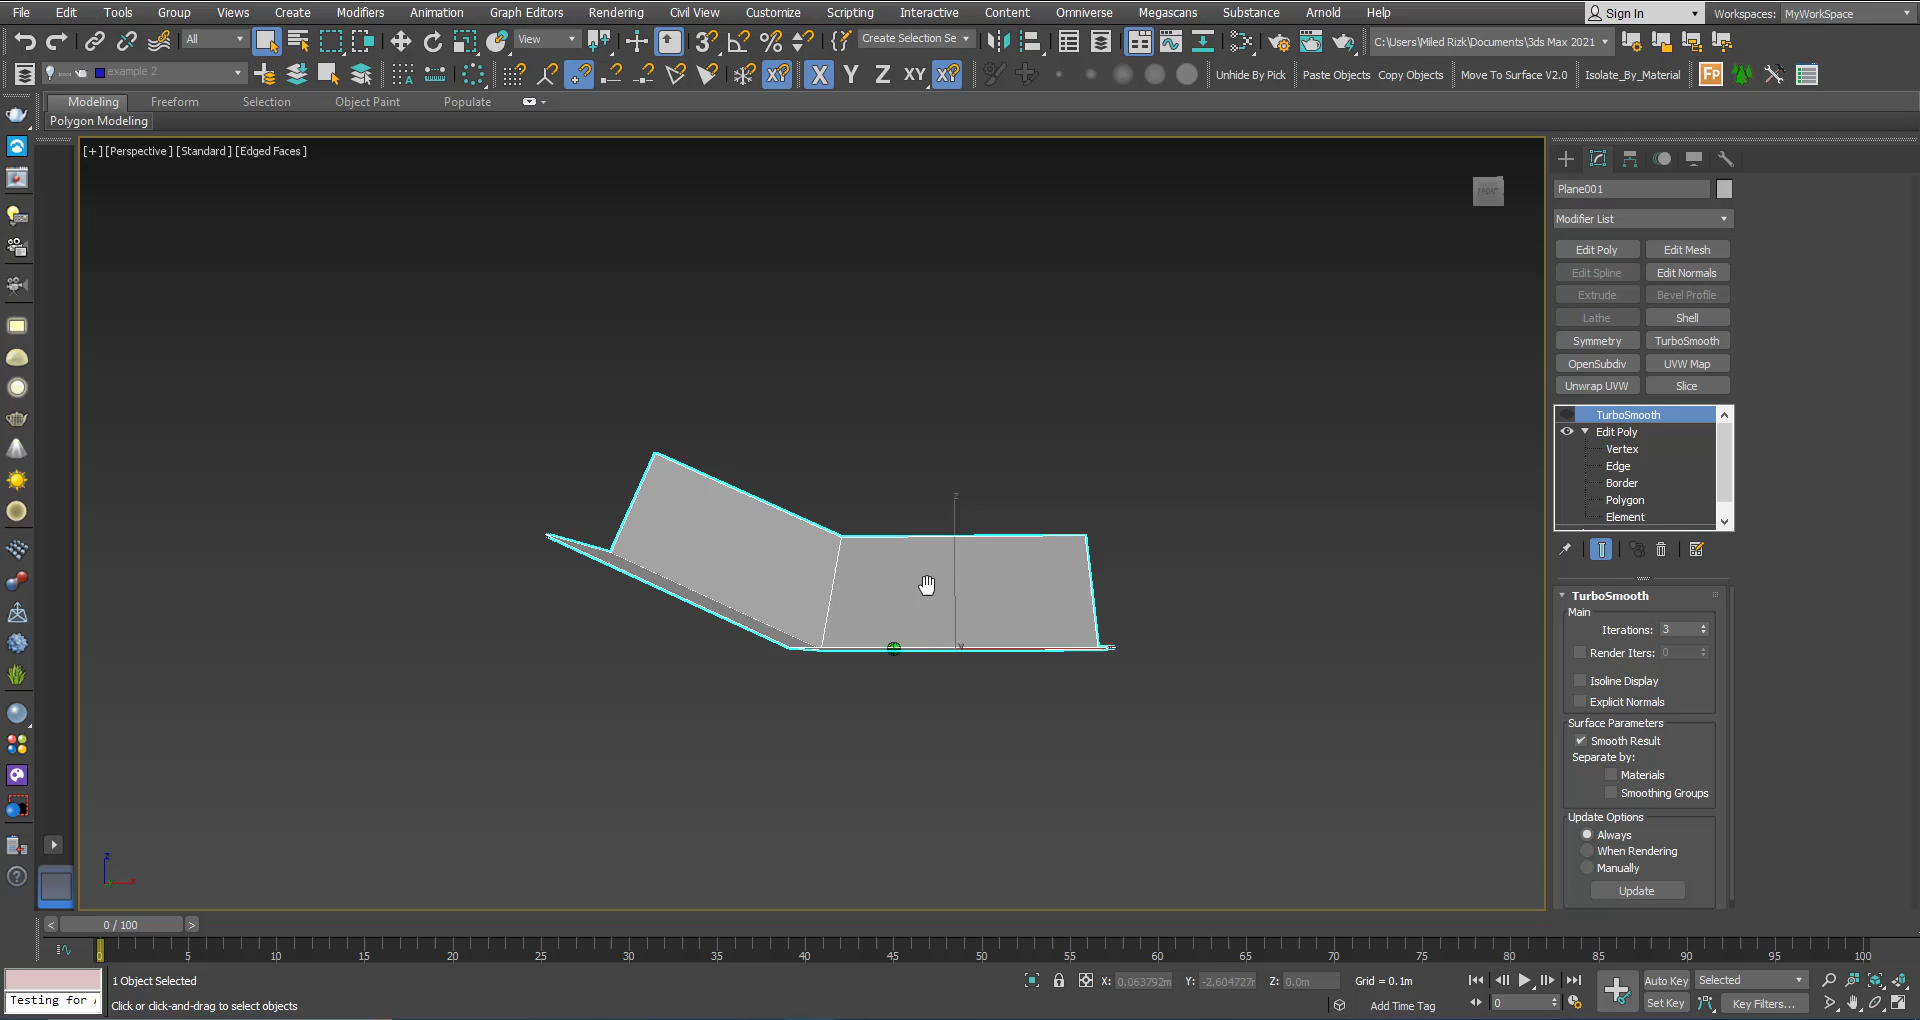 File Edit Tools Group Views Create Modifiers Animation Graph Editors Rendering Civil View Customize Scripting Interactive Content Omniverse Megascans Substance Arnold Help Sign In Workspaces: MyWorkSpace
All View Create Selection Se C:\Users\Miled Rizk\Documents\3ds Max 2021
example 2 X Y Z XY Unhide By Pick Paste Objects Copy Objects Move To Surface V2.0 Isolate_By_Material Fp
Modeling Freeform Selection Object Paint Populate
Polygon Modeling
[+] [Perspective ] [Standard ] [Edged Faces ]
FRONT
Plane001
Modifier List
Edit Poly Edit Mesh
Edit Spline Edit Normals
Extrude Bevel Profile
Lathe Shell
Symmetry TurboSmooth
OpenSubdiv UVW Map
Unwrap UVW Slice
TurboSmooth
Edit Poly
Vertex
Edge
Border
Polygon
Element
TurboSmooth
Main
Iterations: 3
Render Iters: 0
Isoline Display
Explicit Normals
Surface Parameters
Smooth Result
Separate by:
Materials
Smoothing Groups
Update Options
Always
When Rendering
Manually
Update
z
y
z
x
< 0 / 100 >
0 5 10 15 20 25 30 35 40 45 50 55 60 65 70 75 80 85 90 95 100
1 Object Selected X: 0.063792m Y: -2.604727m Z: 0.0m Grid = 0.1m Auto Key Selected
Testing for Click or click-and-drag to select objects Add Time Tag 0 Set Key Key Filters...